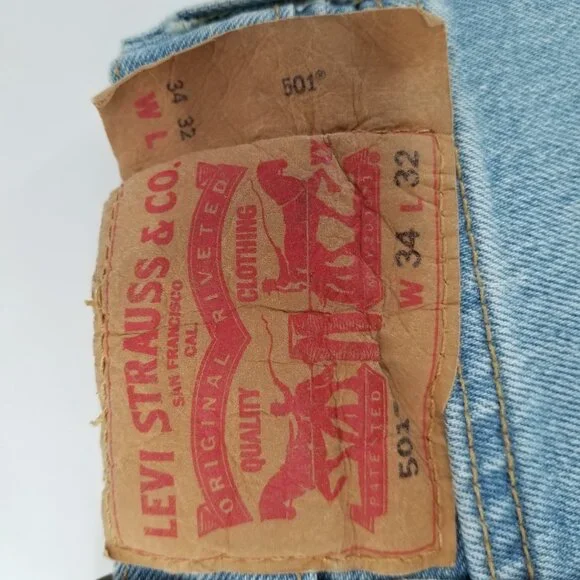 501®
W 34
L 32
LEVI STRAUSS & CO.
SAN FRANCISCO
CAL.
ORIGINAL RIVETED
QUALITY CLOTHING
PATENTED
501
W 34 L 32